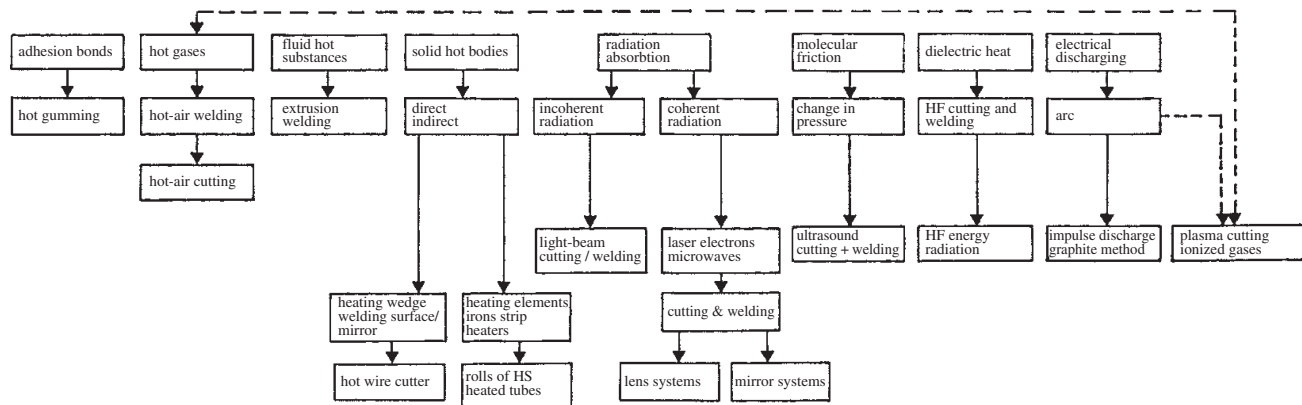 adhesion bonds
hot gases
fluid hot
substances
solid hot bodies
radiation
absorbtion
molecular
friction
dielectric heat
electrical
discharging
hot gumming
hot-air welding
extrusion
welding
direct
indirect
incoherent
radiation
coherent
radiation
change in
pressure
HF cutting and
welding
arc
hot-air cutting
light-beam
cutting / welding
laser electrons
microwaves
ultrasound
cutting + welding
HF energy
radiation
impulse discharge
graphite method
plasma cutting
ionized gases
heating wedge
welding surface/
mirror
heating elements
irons strip
heaters
cutting & welding
hot wire cutter
rolls of HS
heated tubes
lens systems
mirror systems